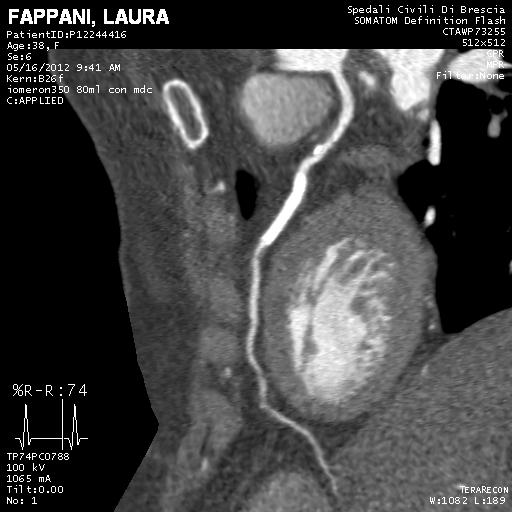 FAPPANI, LAURA
PatientID:P12244416
Age:38, F
Se:6
05/16/2012 9:41 AM
Kern:B26f
iomeron350 80ml con mdc
C:APPLIED
Spedali Civili Di Brescia
SOMATOM Definition Flash
CTAWP73255
512x512
CPR
MPR
Filter:None
%R-R:74
TP74PC0788
100 kV
1065 mA
Tilt:0.00
No: 1
TERARECON
W:1082 L:189